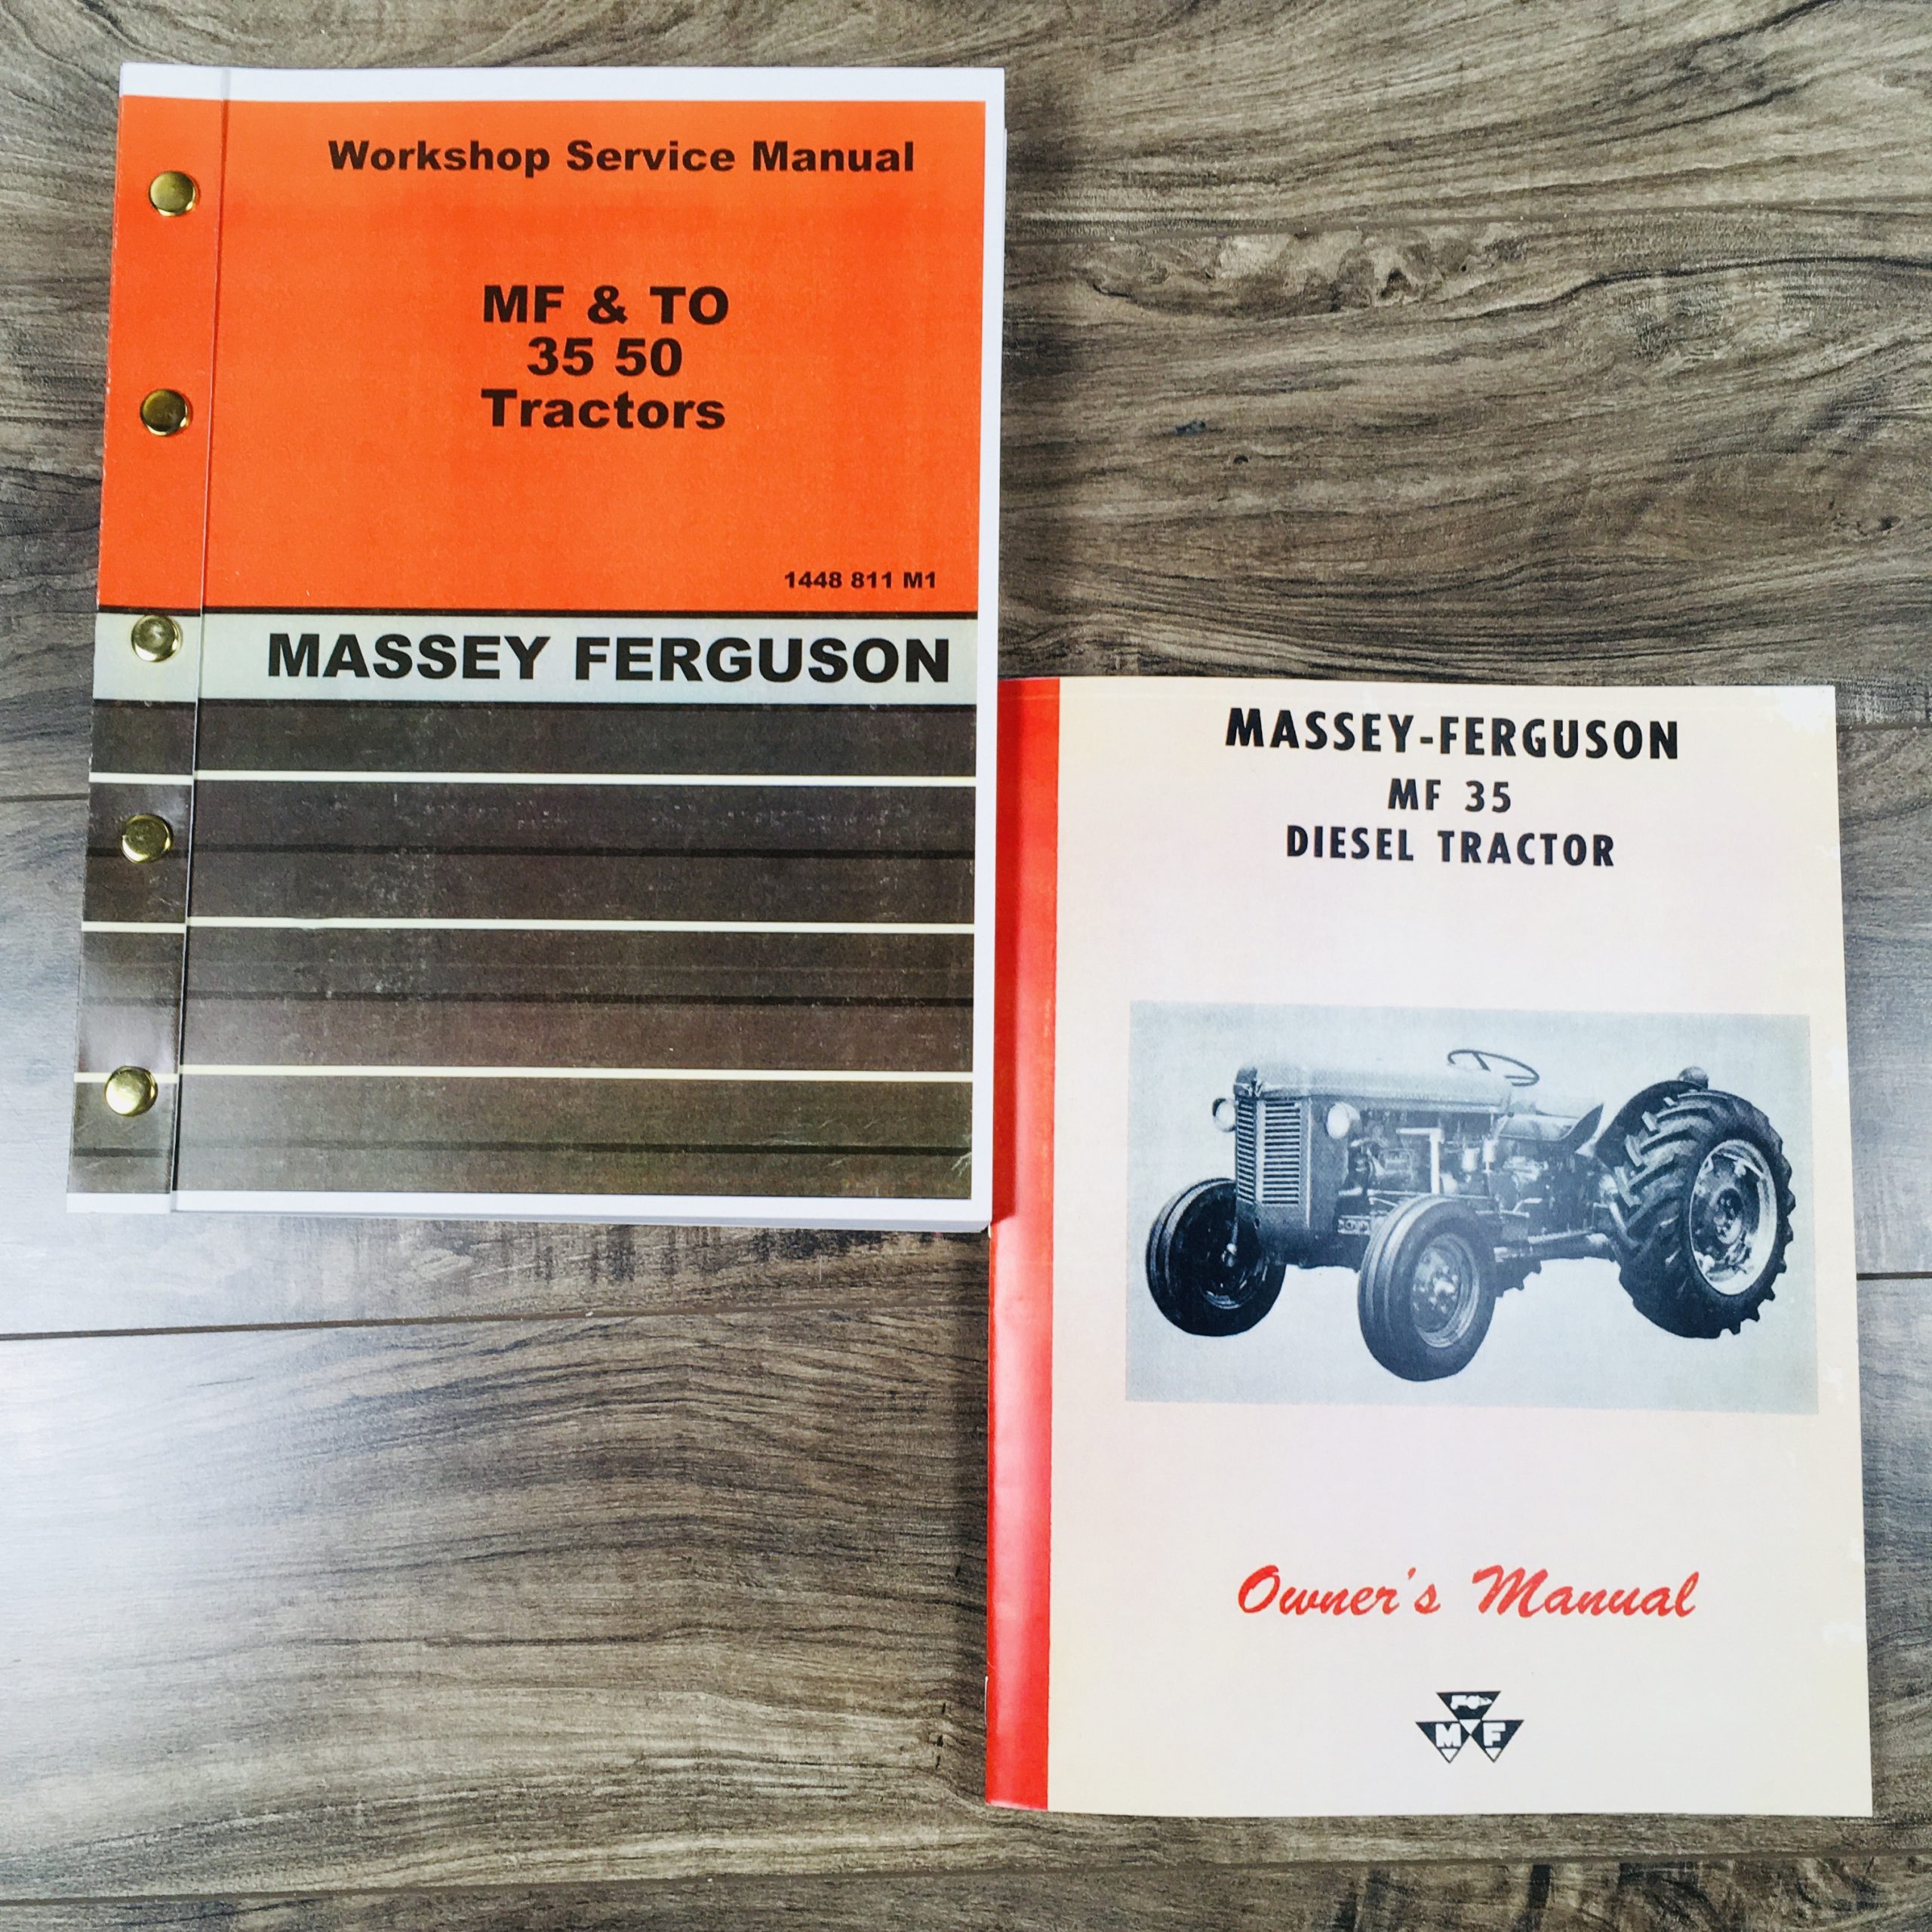 Workshop Service Manual
MF & TO
35 50
Tractors
1448 811 M1
MASSEY FERGUSON
MASSEY-FERGUSON
MF 35
DIESEL TRACTOR
Owner's Manual
M F